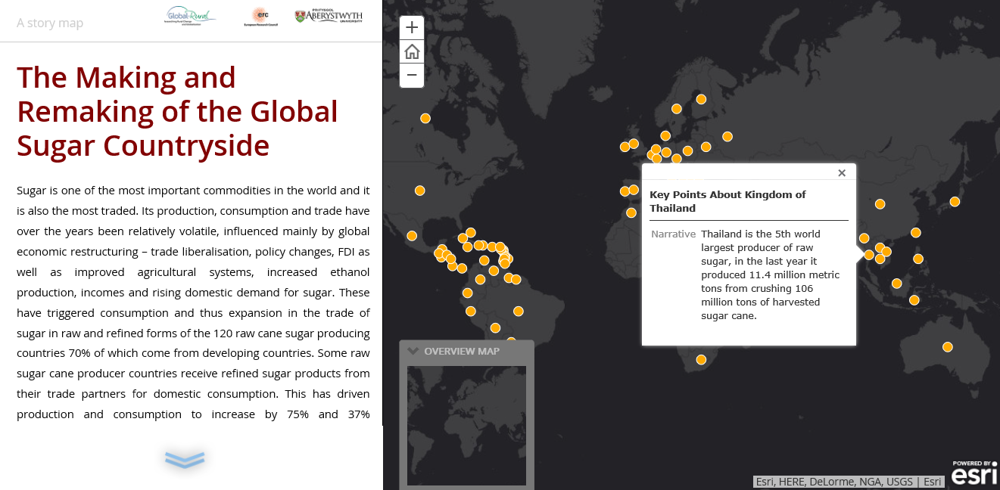 A story map
Global-Rural
erc
European Research Council
PRIFYSGOL
ABERYSTWYTH
UNIVERSITY
The Making and
Remaking of the Global
Sugar Countryside
Sugar is one of the most important commodities in the world and it
is also the most traded. Its production, consumption and trade have
over the years been relatively volatile, influenced mainly by global
economic restructuring – trade liberalisation, policy changes, FDI as
well as improved agricultural systems, increased ethanol
production, incomes and rising domestic demand for sugar. These
have triggered consumption and thus expansion in the trade of
sugar in raw and refined forms of the 120 raw cane sugar producing
countries 70% of which come from developing countries. Some raw
sugar cane producer countries receive refined sugar products from
their trade partners for domestic consumption. This has driven
production and consumption to increase by 75% and 37%
Key Points About Kingdom of
Thailand
Narrative Thailand is the 5th world
largest producer of raw
sugar, in the last year it
produced 11.4 million metric
tons from crushing 106
million tons of harvested
sugar cane.
OVERVIEW MAP
POWERED BY
esri
Esri, HERE, DeLorme, NGA, USGS | Esri